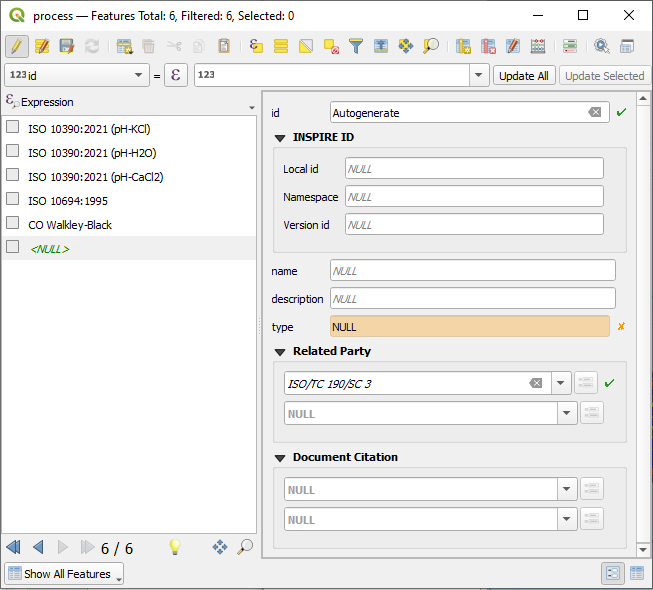 process — Features Total: 6, Filtered: 6, Selected: 0
123 id = ε 123 Update All Update Selected
Expression
ISO 10390:2021 (pH-KCl)
ISO 10390:2021 (pH-H2O)
ISO 10390:2021 (pH-CaCl2)
ISO 10694:1995
CO Walkley-Black
<NULL>
6 / 6
Show All Features
id Autogenerate
INSPIRE ID
Local id NULL
Namespace NULL
Version id NULL
name NULL
description NULL
type NULL
Related Party
ISO/TC 190/SC 3
NULL
Document Citation
NULL
NULL